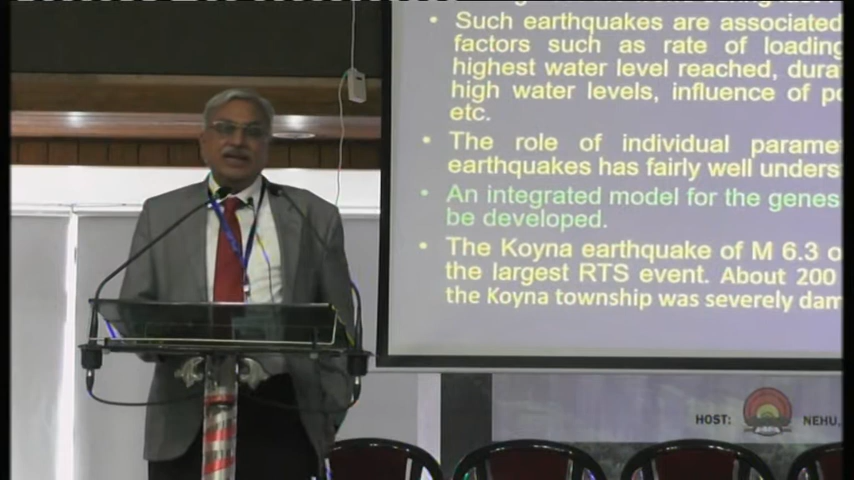 • Such earthquakes are associated
factors such as rate of loading
highest water level reached, dura
high water levels, influence of po
etc.
• The role of individual parame
earthquakes has fairly well unders
• An integrated model for the genes
be developed.
• The Koyna earthquake of M 6.3 o
the largest RTS event. About 200
the Koyna township was severely dam
HOST: NEHU,